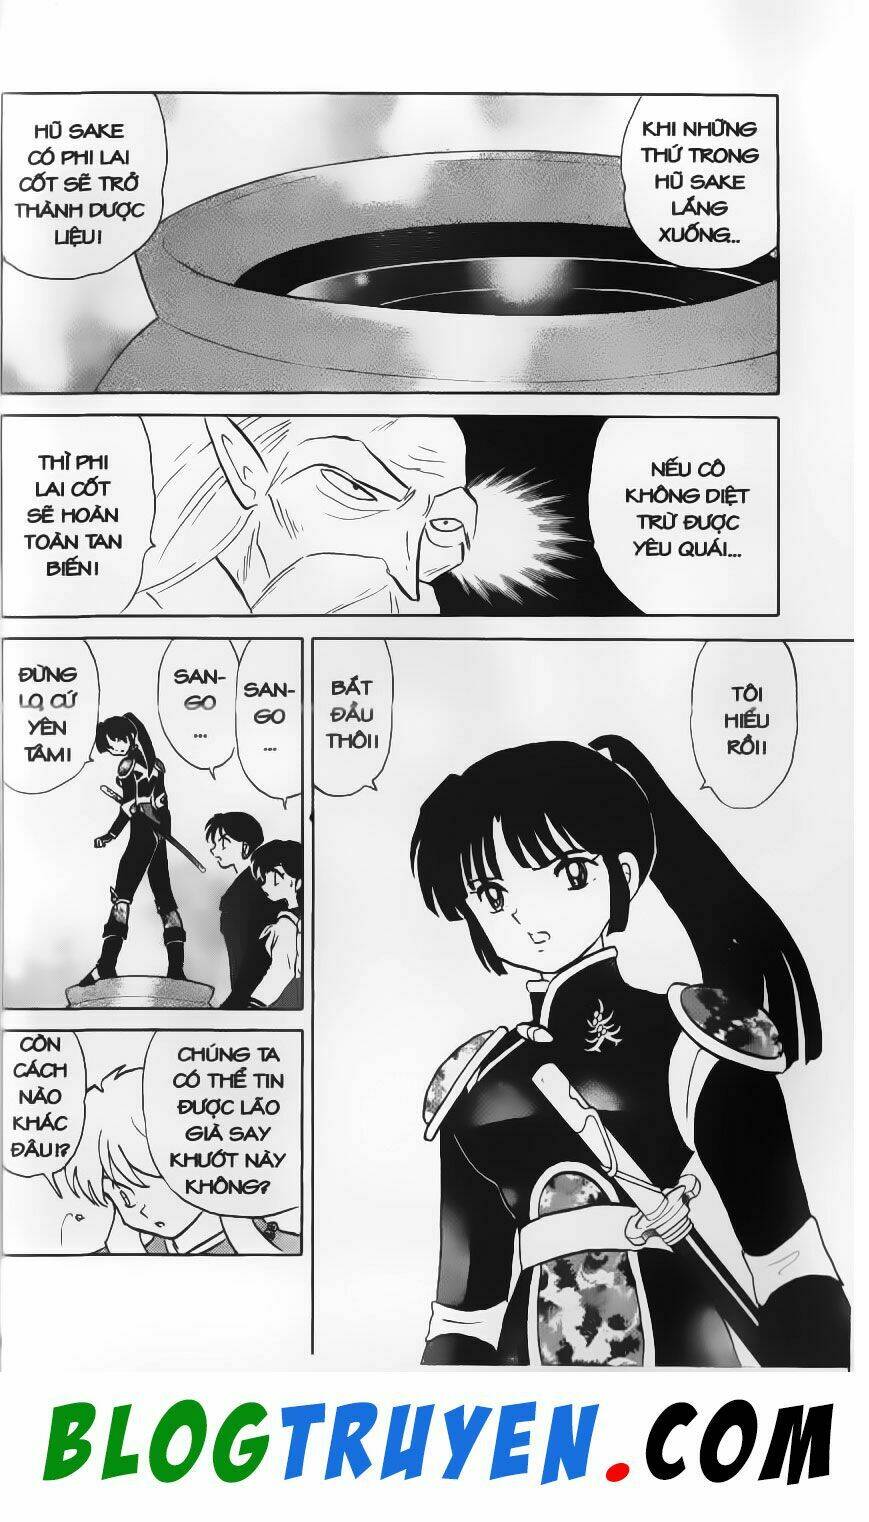 KHI NHỮNG
THỨ TRONG
HŨ SAKE
LẮNG
XUỐNG...
HŨ SAKE
CÓ PHI LAI
CỐT SẼ TRỞ
THÀNH DƯỢC
LIỆU!
NẾU CÔ
KHÔNG DIỆT
TRỪ ĐƯỢC
YÊU QUÁI...
THÌ PHI
LAI CỐT
SẼ HOÀN
TOÀN TAN
BIẾN!
TÔI
HIỂU
RỒI!
BẮT
ĐẦU
THÔI!
SAN-
GO
...
SAN-
GO
...
ĐỪNG
LO, CỨ
YÊN
TÂM!
CHÚNG TA
CÓ THỂ TIN
ĐƯỢC LÃO
GIÀ SAY
KHƯỚT NÀY
KHÔNG?
CÒN
CÁCH
NÀO
KHÁC
ĐÂU!?
BLOGTRUYEN.COM